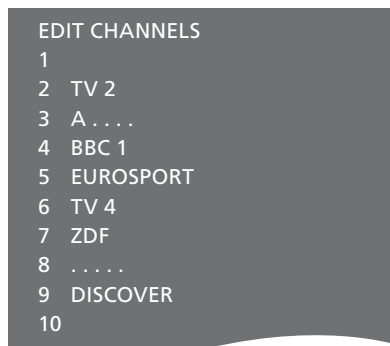 EDIT CHANNELS
1
2 TV 2
3 A . . . .
4 BBC 1
5 EUROSPORT
6 TV 4
7 ZDF
8 . . . . .
9 DISCOVER
10